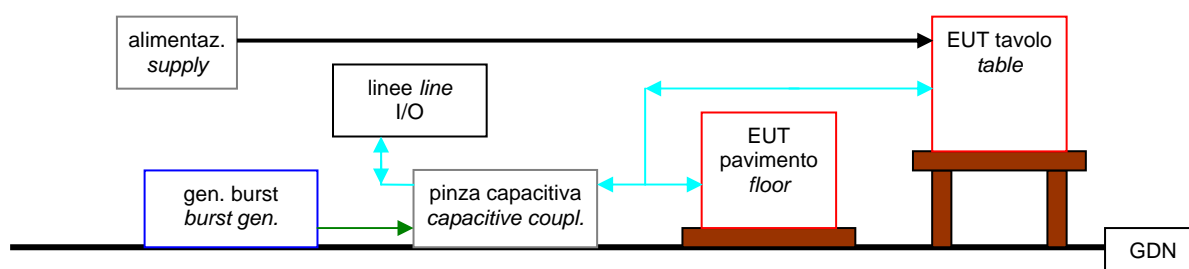 alimentaz.
supply
EUT tavolo
table
linee line
I/O
EUT
pavimento
floor
gen. burst
burst gen.
pinza capacitiva
capacitive coupl.
GDN